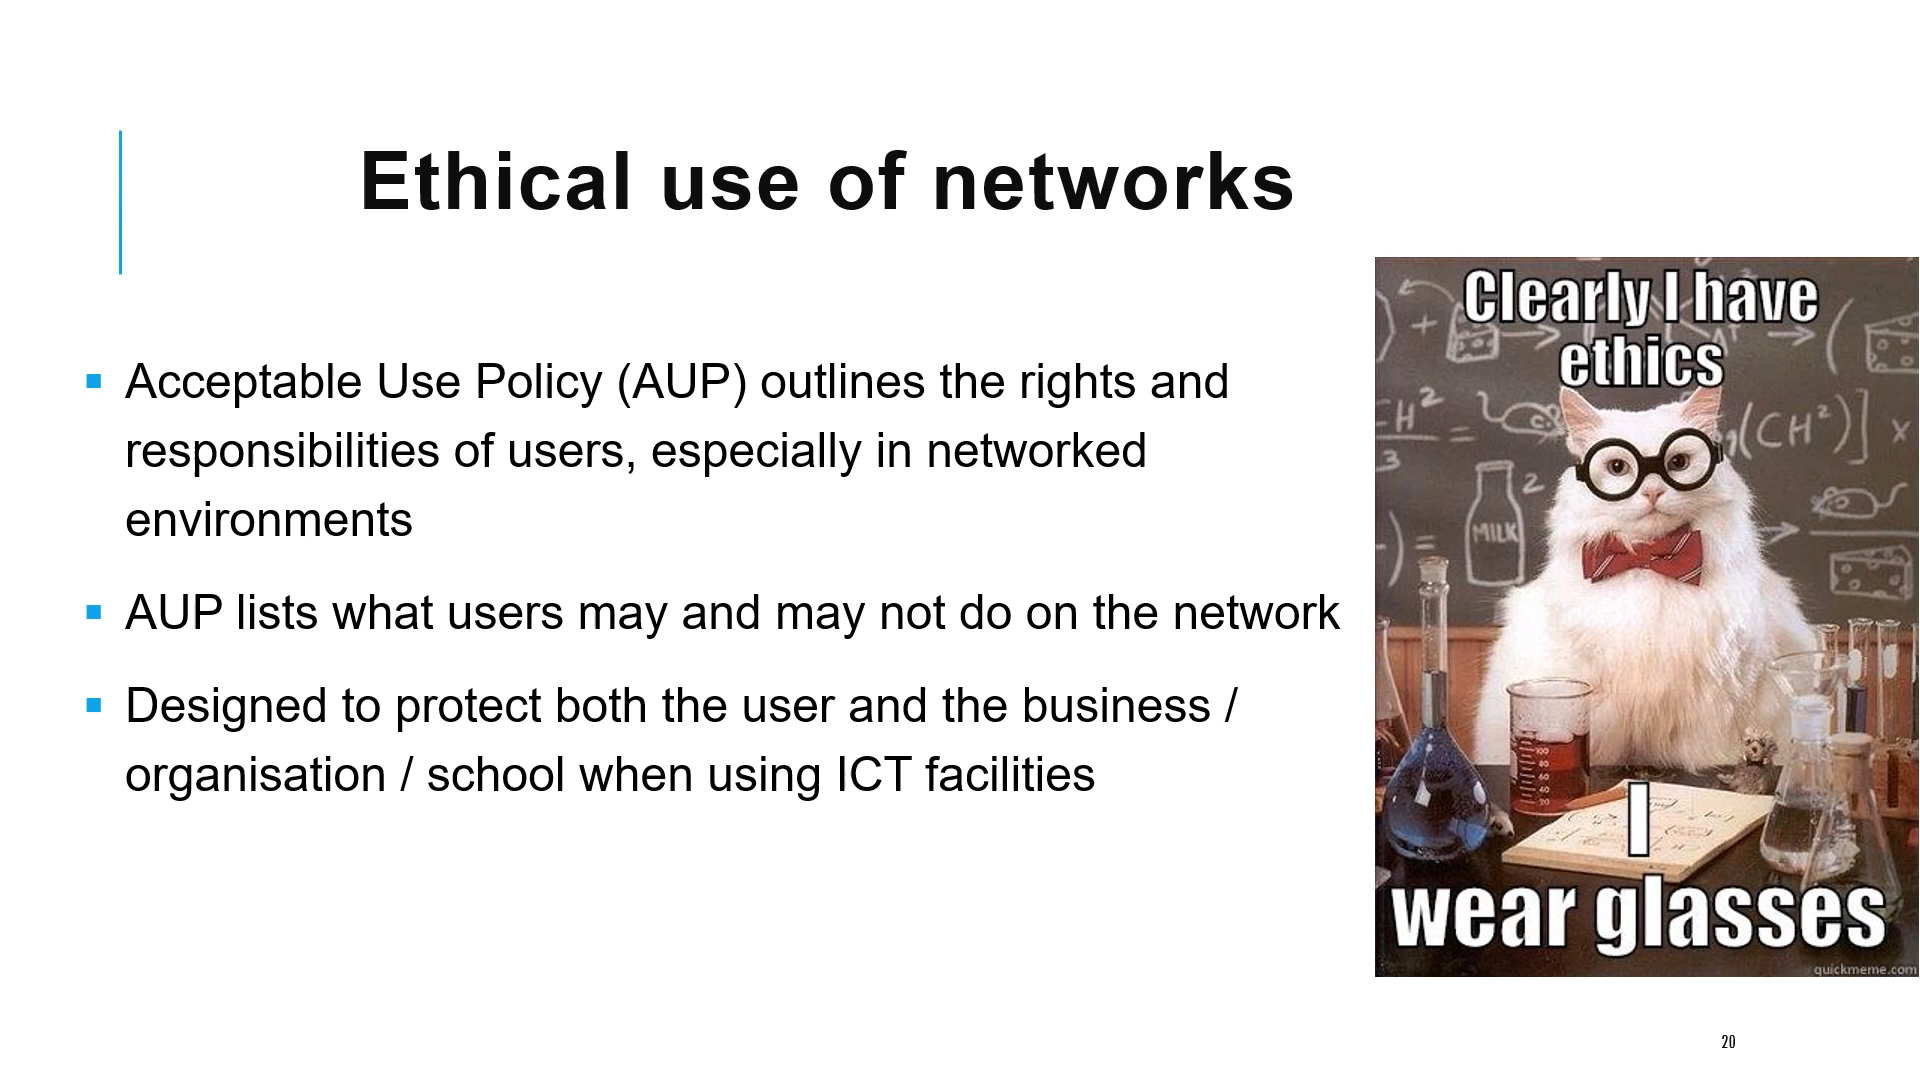 Ethical use of networks
Acceptable Use Policy (AUP) outlines the rights and
responsibilities of users, especially in networked
environments
AUP lists what users may and may not do on the network
Designed to protect both the user and the business /
organisation / school when using ICT facilities
Clearly I have
ethics
MILK
I
wear glasses
quickmeme.com
20